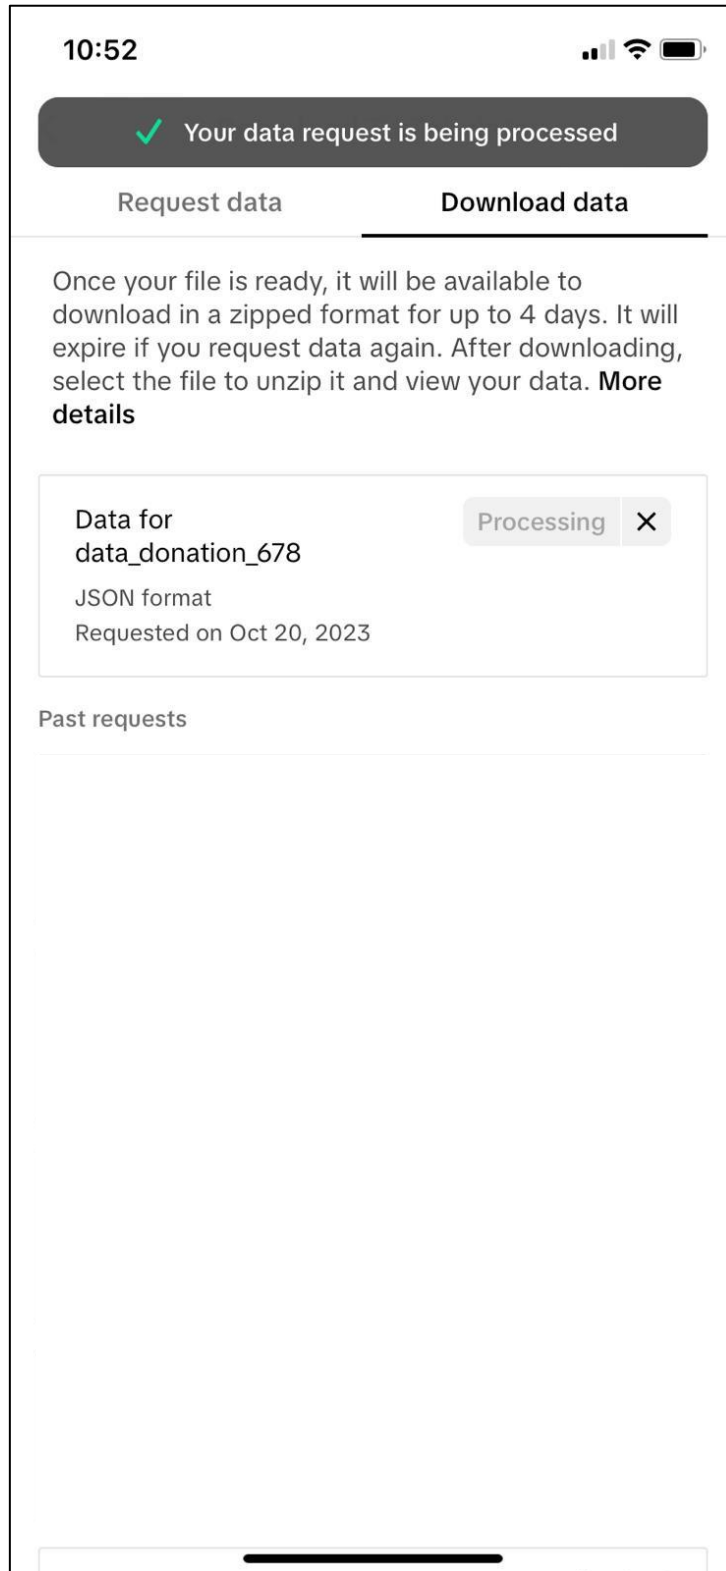 10:52
Your data request is being processed
Request data
Download data
Once your file is ready, it will be available to
download in a zipped format for up to 4 days. It will
expire if you request data again. After downloading,
select the file to unzip it and view your data. More
details
Data for
data_donation_678
Processing
JSON format
Requested on Oct 20, 2023
Past requests